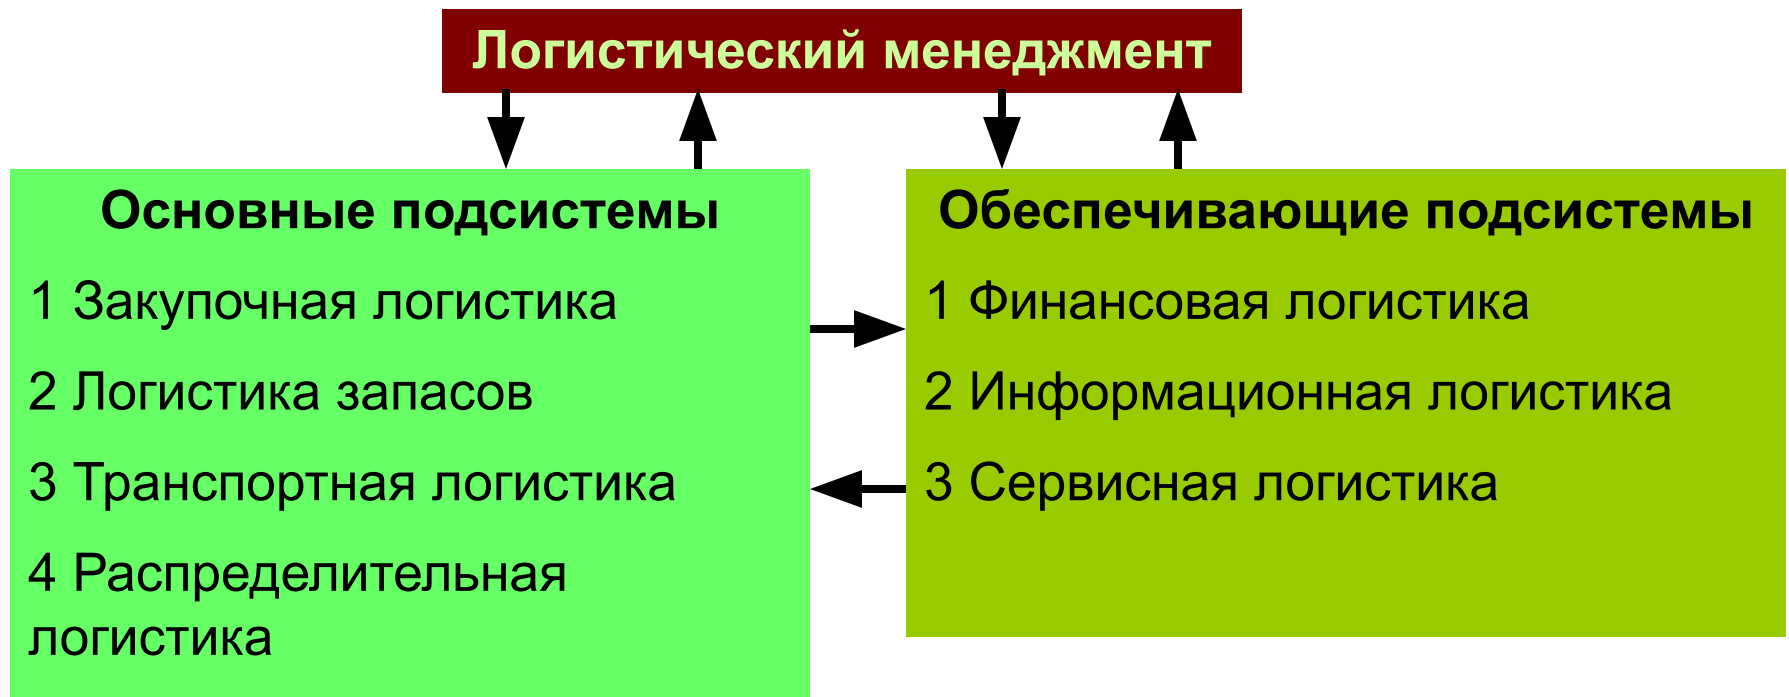 Логистический менеджмент
Основные подсистемы
1 Закупочная логистика
2 Логистика запасов
3 Транспортная логистика
4 Распределительная
логистика
Обеспечивающие подсистемы
1 Финансовая логистика
2 Информационная логистика
3 Сервисная логистика